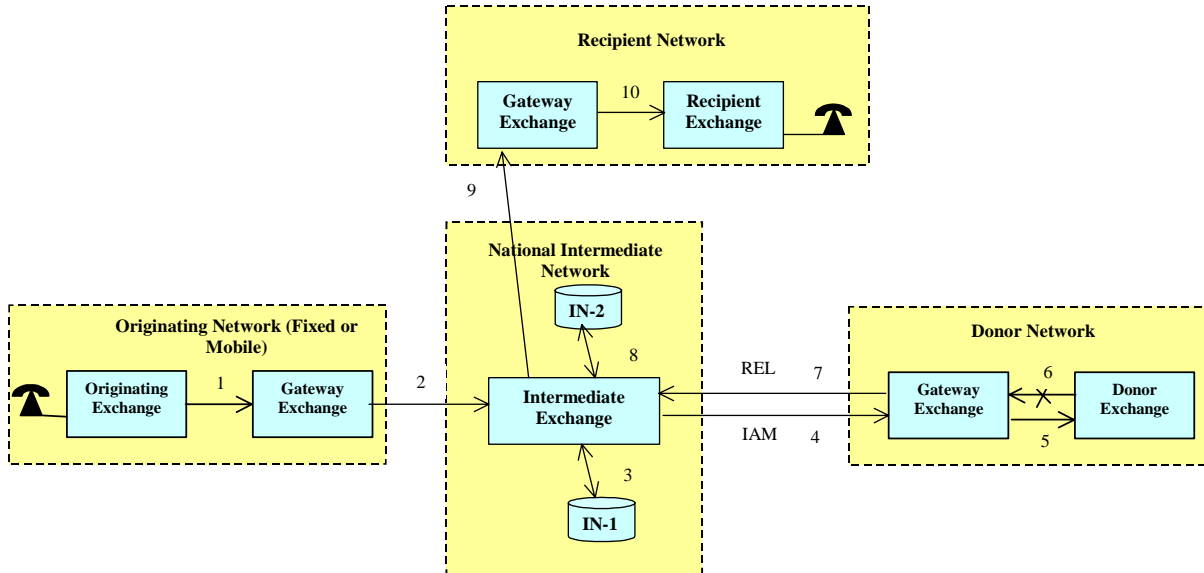 Recipient Network
Gateway
Exchange
10
Recipient
Exchange
9
National Intermediate
Network
IN-2
8
Originating Network (Fixed or
Mobile)
Originating
Exchange
1
Gateway
Exchange
2
Intermediate
Exchange
3
IN-1
REL
7
IAM
4
Donor Network
Gateway
Exchange
6
5
Donor
Exchange